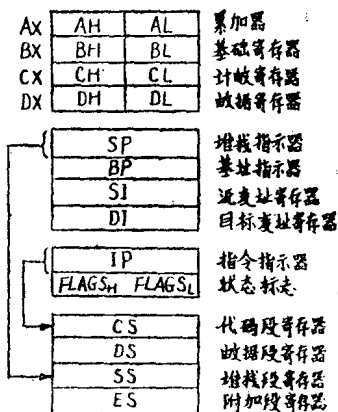 AX AH AL 累加器
BX BH BL 基础寄存器
CX CH CL 计数寄存器
DX DH DL 数据寄存器
SP 堆栈指示器
BP 基址指示器
SI 近变址寄存器
DI 目标变址寄存器
IP 指令指示器
FLAGS_H FLAGS_L 状态标志
CS 代码段寄存器
DS 数据段寄存器
SS 堆栈段寄存器
ES 附加段寄存器